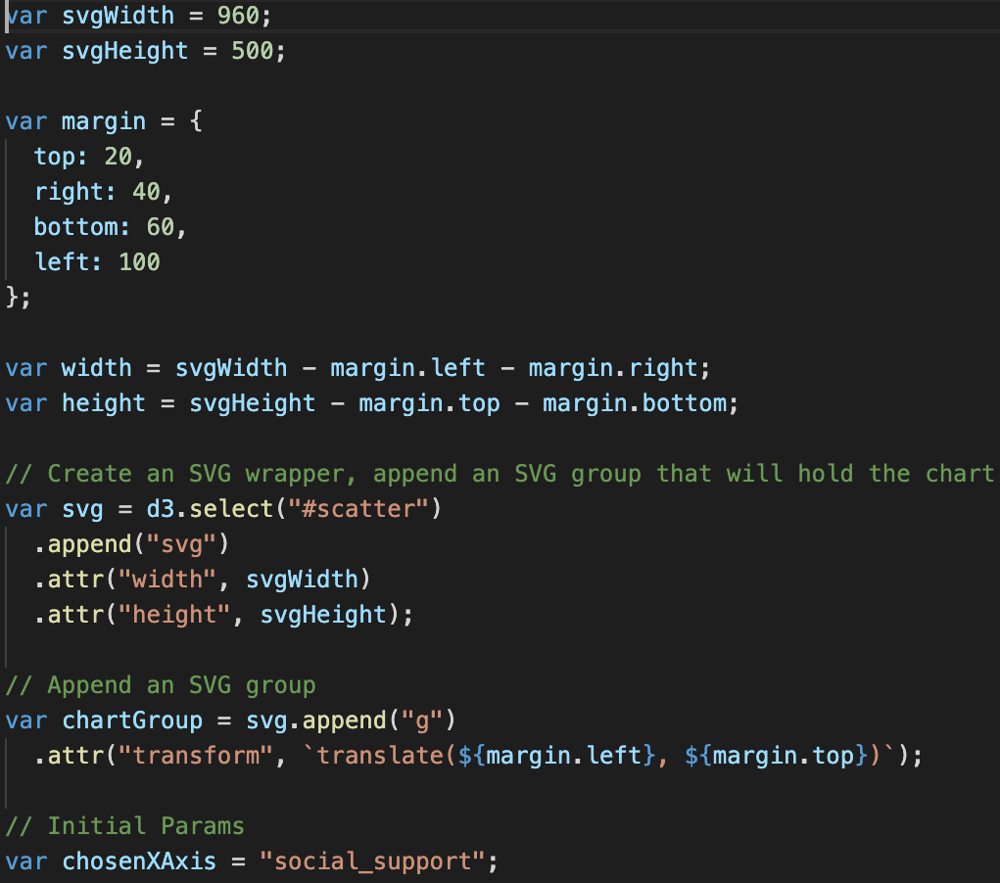 var svgWidth = 960;
var svgHeight = 500;

var margin = {
  top: 20,
  right: 40,
  bottom: 60,
  left: 100
};

var width = svgWidth - margin.left - margin.right;
var height = svgHeight - margin.top - margin.bottom;

// Create an SVG wrapper, append an SVG group that will hold the chart
var svg = d3.select("#scatter")
  .append("svg")
  .attr("width", svgWidth)
  .attr("height", svgHeight);

// Append an SVG group
var chartGroup = svg.append("g")
  .attr("transform", `translate(${margin.left}, ${margin.top})`);

// Initial Params
var chosenXAxis = "social_support";